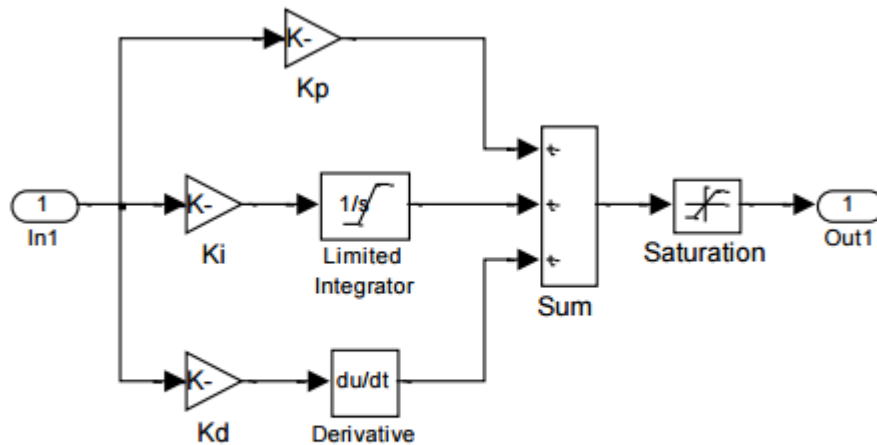 K-
Kp
1
In1
K-
Ki
1/s
Limited
Integrator
Sum
Saturation
1
Out1
K-
Kd
du/dt
Derivative